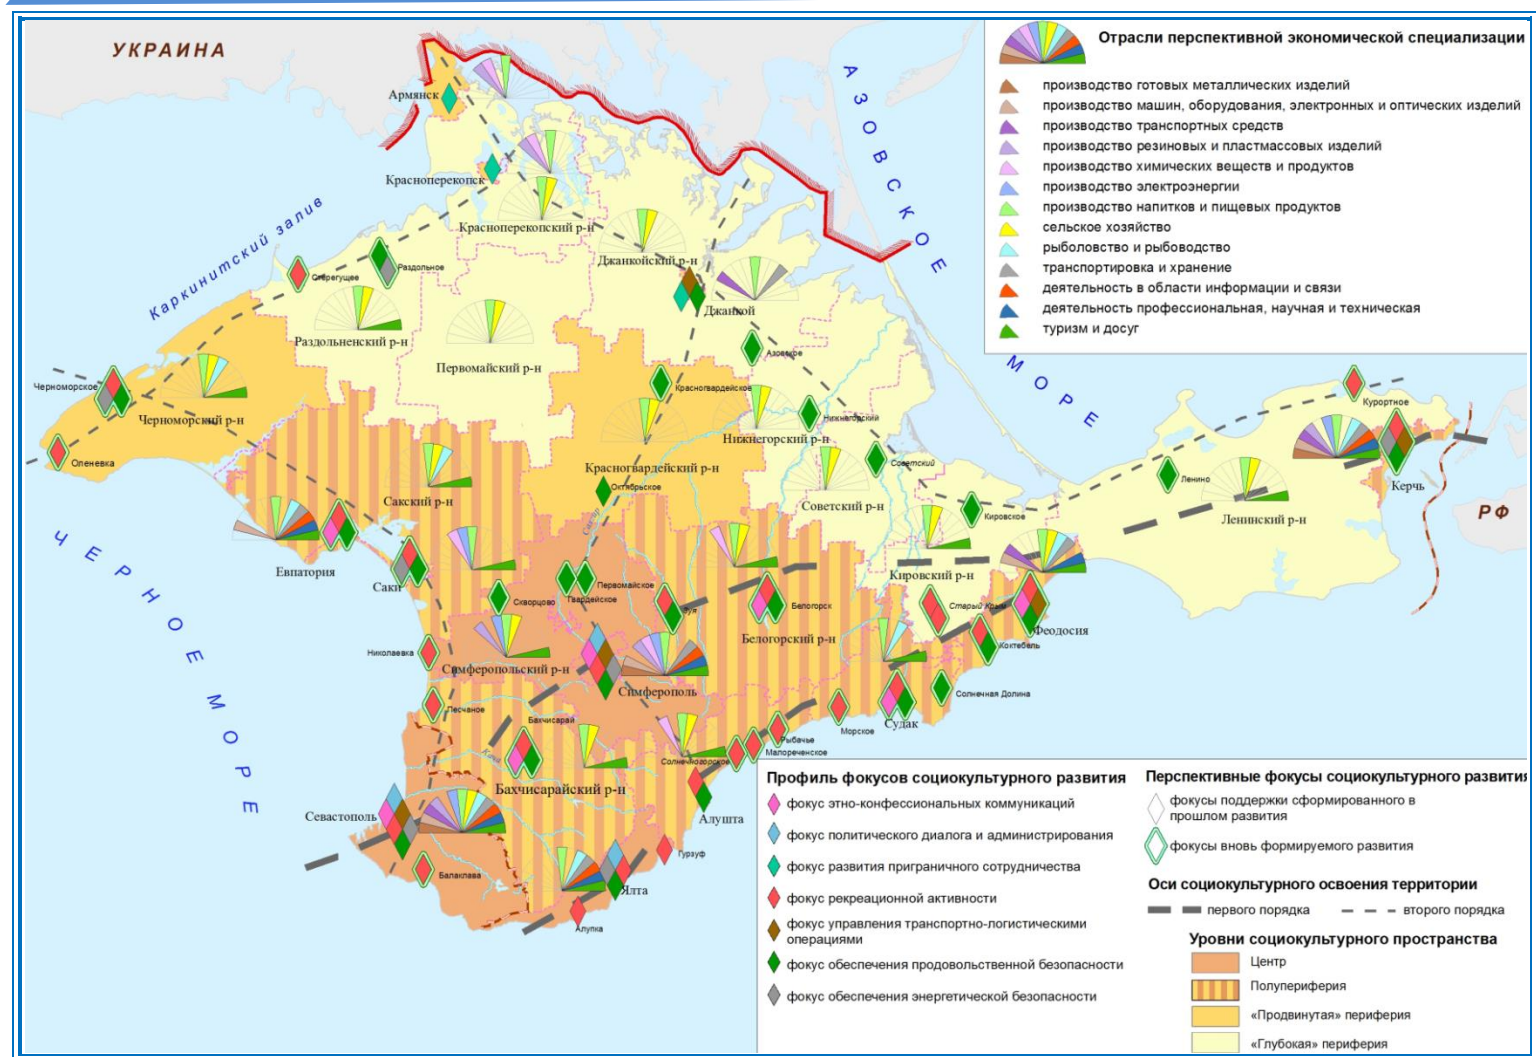 УКРАИНА
АЗОВСКОЕ
МОРЕ
Каркинитский залив
ЧЕРНОЕ
МОРЕ
РФ
Армянск
Красноперекопск
Красноперекопский р-н
Джанкойский р-н
Джанкой
Стерегущее
Раздольное
Раздольненский р-н
Первомайский р-н
Азовское
Черноморское
Черноморский р-н
Оленевка
Красногвардейское
Нижнегорский
Нижнегорский р-н
Красногвардейский р-н
Октябрьское
Советский
Советский р-н
Сакский р-н
Курортное
Керчь
Ленино
Ленинский р-н
Кировское
Кировский р-н
Евпатория
Саки
Скворцово
Первомайское
Гвардейское
Зуя
Белогорск
Белогорский р-н
Старый Крым
Феодосия
Коктебель
Николаевка
Симферопольский р-н
Симферополь
Солнечная Долина
Судак
Морское
Песчаное
Бахчисарай
Кача
Бахчисарайский р-н
Рыбачье
Малореченское
Солнечногорское
Алушта
Севастополь
Балаклава
Гурзуф
Ялта
Алупка
Отрасли перспективной экономической специализации
производство готовых металлических изделий
производство машин, оборудования, электронных и оптических изделий
производство транспортных средств
производство резиновых и пластмассовых изделий
производство химических веществ и продуктов
производство электроэнергии
производство напитков и пищевых продуктов
сельское хозяйство
рыболовство и рыбоводство
транспортировка и хранение
деятельность в области информации и связи
деятельность профессиональная, научная и техническая
туризм и досуг
Профиль фокусов социокультурного развития
фокус этно-конфессиональных коммуникаций
фокус политического диалога и администрирования
фокус развития приграничного сотрудничества
фокус рекреационной активности
фокус управления транспортно-логистическими
операциями
фокус обеспечения продовольственной безопасности
фокус обеспечения энергетической безопасности
Перспективные фокусы социокультурного развития
фокусы поддержки сформированного в
прошлом развития
фокусы вновь формируемого развития
Оси социокультурного освоения территории
первого порядка
второго порядка
Уровни социокультурного пространства
Центр
Полупериферия
«Продвинутая» периферия
«Глубокая» периферия